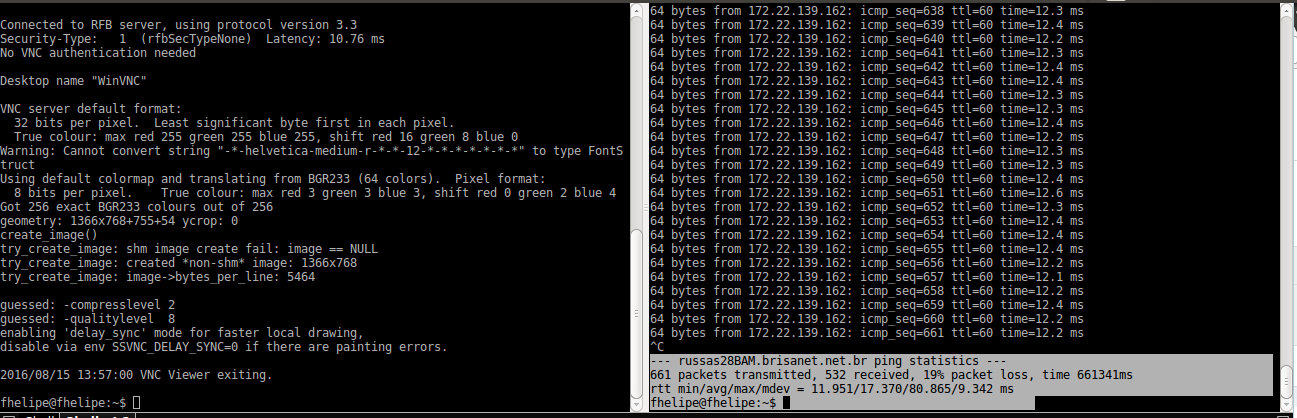 Connected to RFB server, using protocol version 3.3
Security-Type:   1  (rfbSecTypeNone)  Latency: 10.76 ms
No VNC authentication needed
Desktop name "WinVNC"
VNC server default format:
  32 bits per pixel.  Least significant byte first in each pixel.
  True colour: max red 255 green 255 blue 255, shift red 16 green 8 blue 0
Warning: Cannot convert string "-*-helvetica-medium-r-*-*-12-*-*-*-*-*-*-*" to type FontS
truct
Using default colormap and translating from BGR233 (64 colors).  Pixel format:
  8 bits per pixel.    True colour: max red 3 green 3 blue 3, shift red 0 green 2 blue 4
Got 256 exact BGR233 colours out of 256
geometry: 1366x768+755+54 ycrop: 0
create_image()
try_create_image: shm image create fail: image == NULL
try_create_image: created *non-shm* image: 1366x768
try_create_image: image->bytes_per_line: 5464
guessed: -compresslevel 2
guessed: -qualitylevel  8
enabling 'delay_sync' mode for faster local drawing,
disable via env SSVNC_DELAY_SYNC=0 if there are painting errors.
2016/08/15 13:57:00 VNC Viewer exiting.
fhelipe@fhelipe:~$
64 bytes from 172.22.139.162: icmp_seq=638 ttl=60 time=12.3 ms
64 bytes from 172.22.139.162: icmp_seq=639 ttl=60 time=12.4 ms
64 bytes from 172.22.139.162: icmp_seq=640 ttl=60 time=12.2 ms
64 bytes from 172.22.139.162: icmp_seq=641 ttl=60 time=12.3 ms
64 bytes from 172.22.139.162: icmp_seq=642 ttl=60 time=12.3 ms
64 bytes from 172.22.139.162: icmp_seq=643 ttl=60 time=12.4 ms
64 bytes from 172.22.139.162: icmp_seq=644 ttl=60 time=12.3 ms
64 bytes from 172.22.139.162: icmp_seq=645 ttl=60 time=12.3 ms
64 bytes from 172.22.139.162: icmp_seq=646 ttl=60 time=12.4 ms
64 bytes from 172.22.139.162: icmp_seq=647 ttl=60 time=12.2 ms
64 bytes from 172.22.139.162: icmp_seq=648 ttl=60 time=12.3 ms
64 bytes from 172.22.139.162: icmp_seq=649 ttl=60 time=12.3 ms
64 bytes from 172.22.139.162: icmp_seq=650 ttl=60 time=12.4 ms
64 bytes from 172.22.139.162: icmp_seq=651 ttl=60 time=12.6 ms
64 bytes from 172.22.139.162: icmp_seq=652 ttl=60 time=12.3 ms
64 bytes from 172.22.139.162: icmp_seq=653 ttl=60 time=12.4 ms
64 bytes from 172.22.139.162: icmp_seq=654 ttl=60 time=12.4 ms
64 bytes from 172.22.139.162: icmp_seq=655 ttl=60 time=12.4 ms
64 bytes from 172.22.139.162: icmp_seq=656 ttl=60 time=12.2 ms
64 bytes from 172.22.139.162: icmp_seq=657 ttl=60 time=12.1 ms
64 bytes from 172.22.139.162: icmp_seq=658 ttl=60 time=12.2 ms
64 bytes from 172.22.139.162: icmp_seq=659 ttl=60 time=12.4 ms
64 bytes from 172.22.139.162: icmp_seq=660 ttl=60 time=12.2 ms
64 bytes from 172.22.139.162: icmp_seq=661 ttl=60 time=12.2 ms
^C
--- russas28BAM.brisanet.net.br ping statistics ---
661 packets transmitted, 532 received, 19% packet loss, time 661341ms
rtt min/avg/max/mdev = 11.951/17.370/80.865/9.342 ms
fhelipe@fhelipe:~$